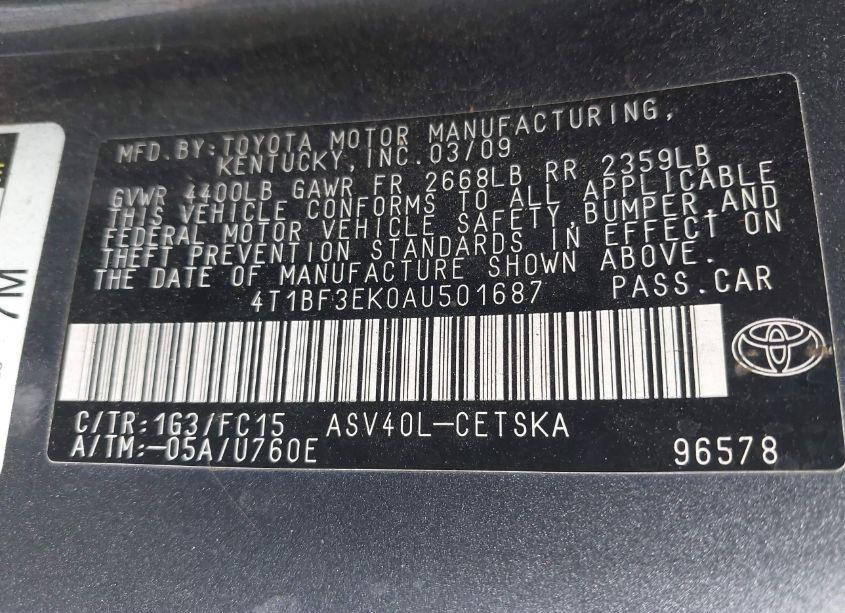 MFD.BY:TOYOTA MOTOR MANUFACTURING,
KENTUCKY,INC.03/09
GVWR 4400LB GAWR FR 2668LB RR 2359LB
THIS VEHICLE CONFORMS TO ALL APPLICABLE
FEDERAL MOTOR VEHICLE SAFETY,BUMPER,AND
THEFT PREVENTION STANDARDS IN EFFECT ON
THE DATE OF MANUFACTURE SHOWN ABOVE.
4T1BF3EK0AU501687 PASS.CAR
C/TR:1G3/FC15 ASV40L-CETSKA
A/TM:-05A/U760E 96578
7M